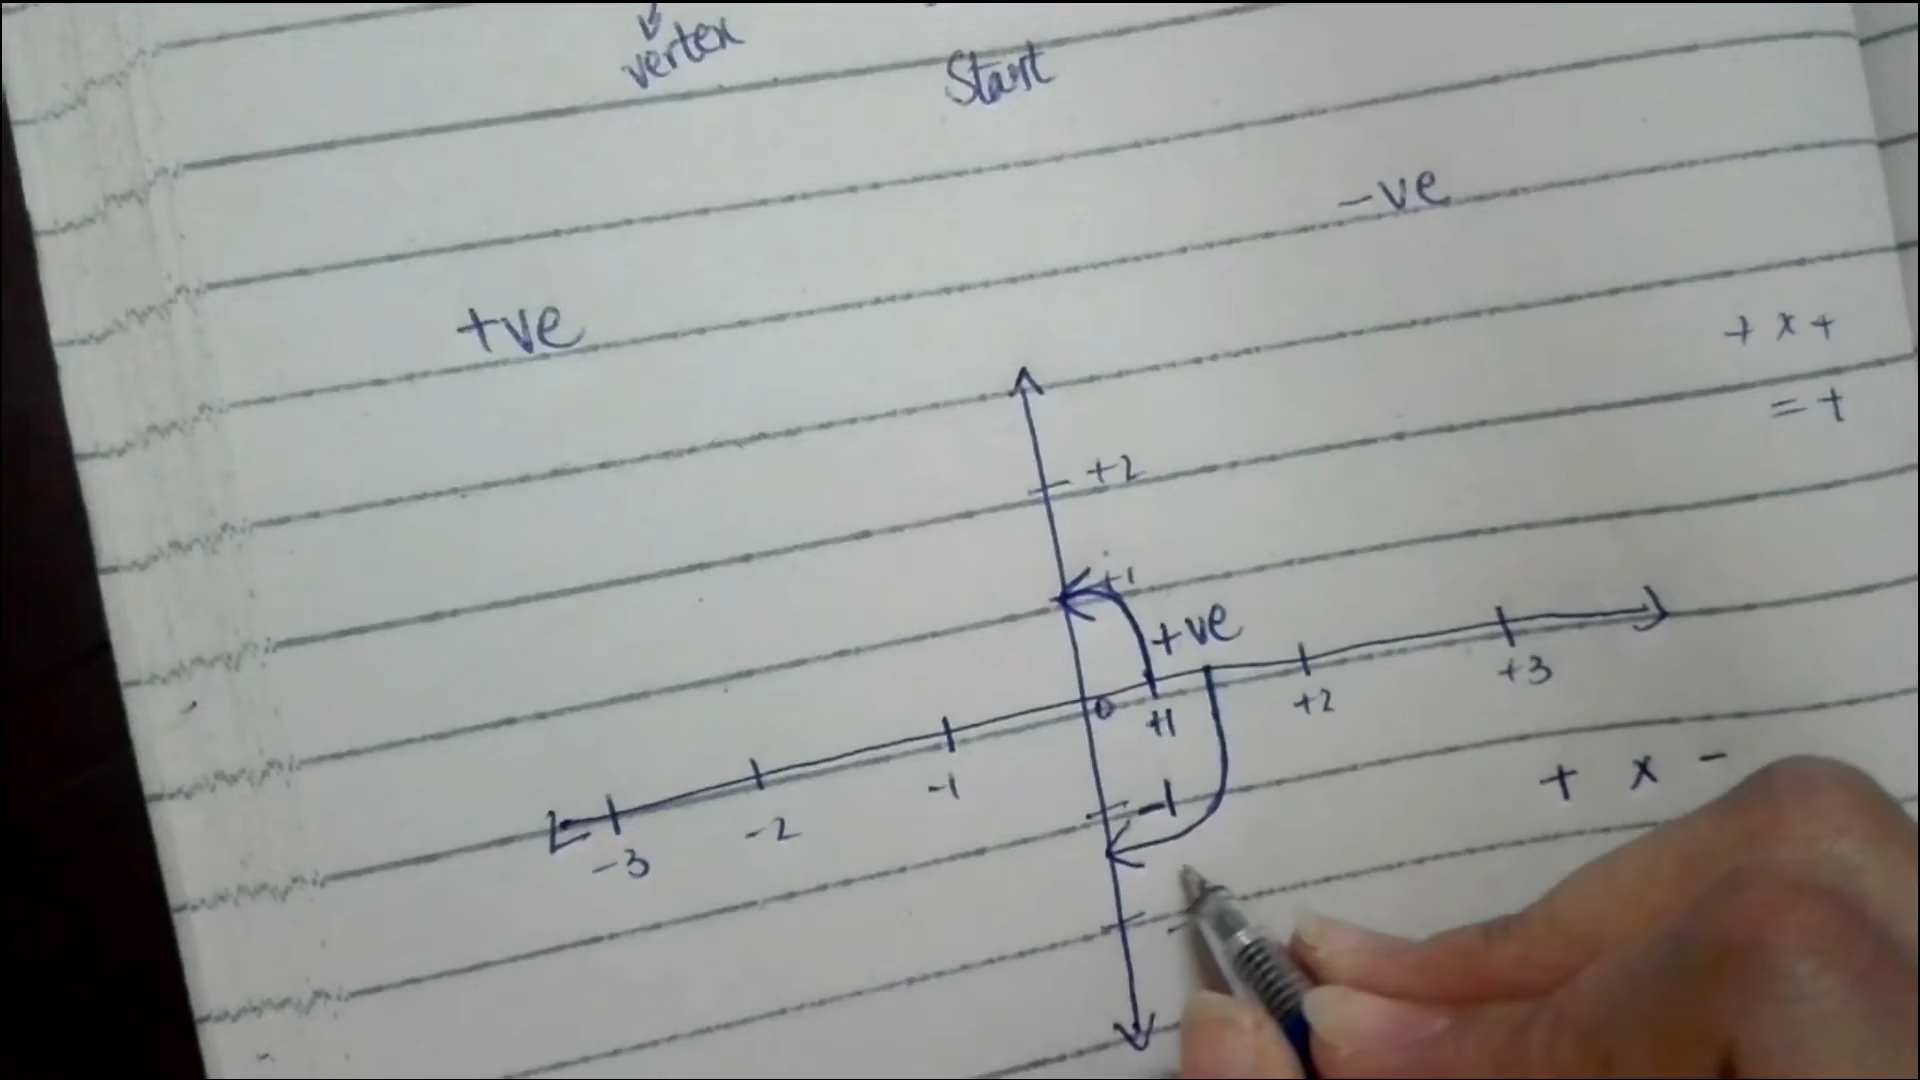 vertex
Start
-ve
+ve
+ x +
= +
+2
+1
+ve
+3
+2
0
+1
-1
-1
-2
-3
+ x -